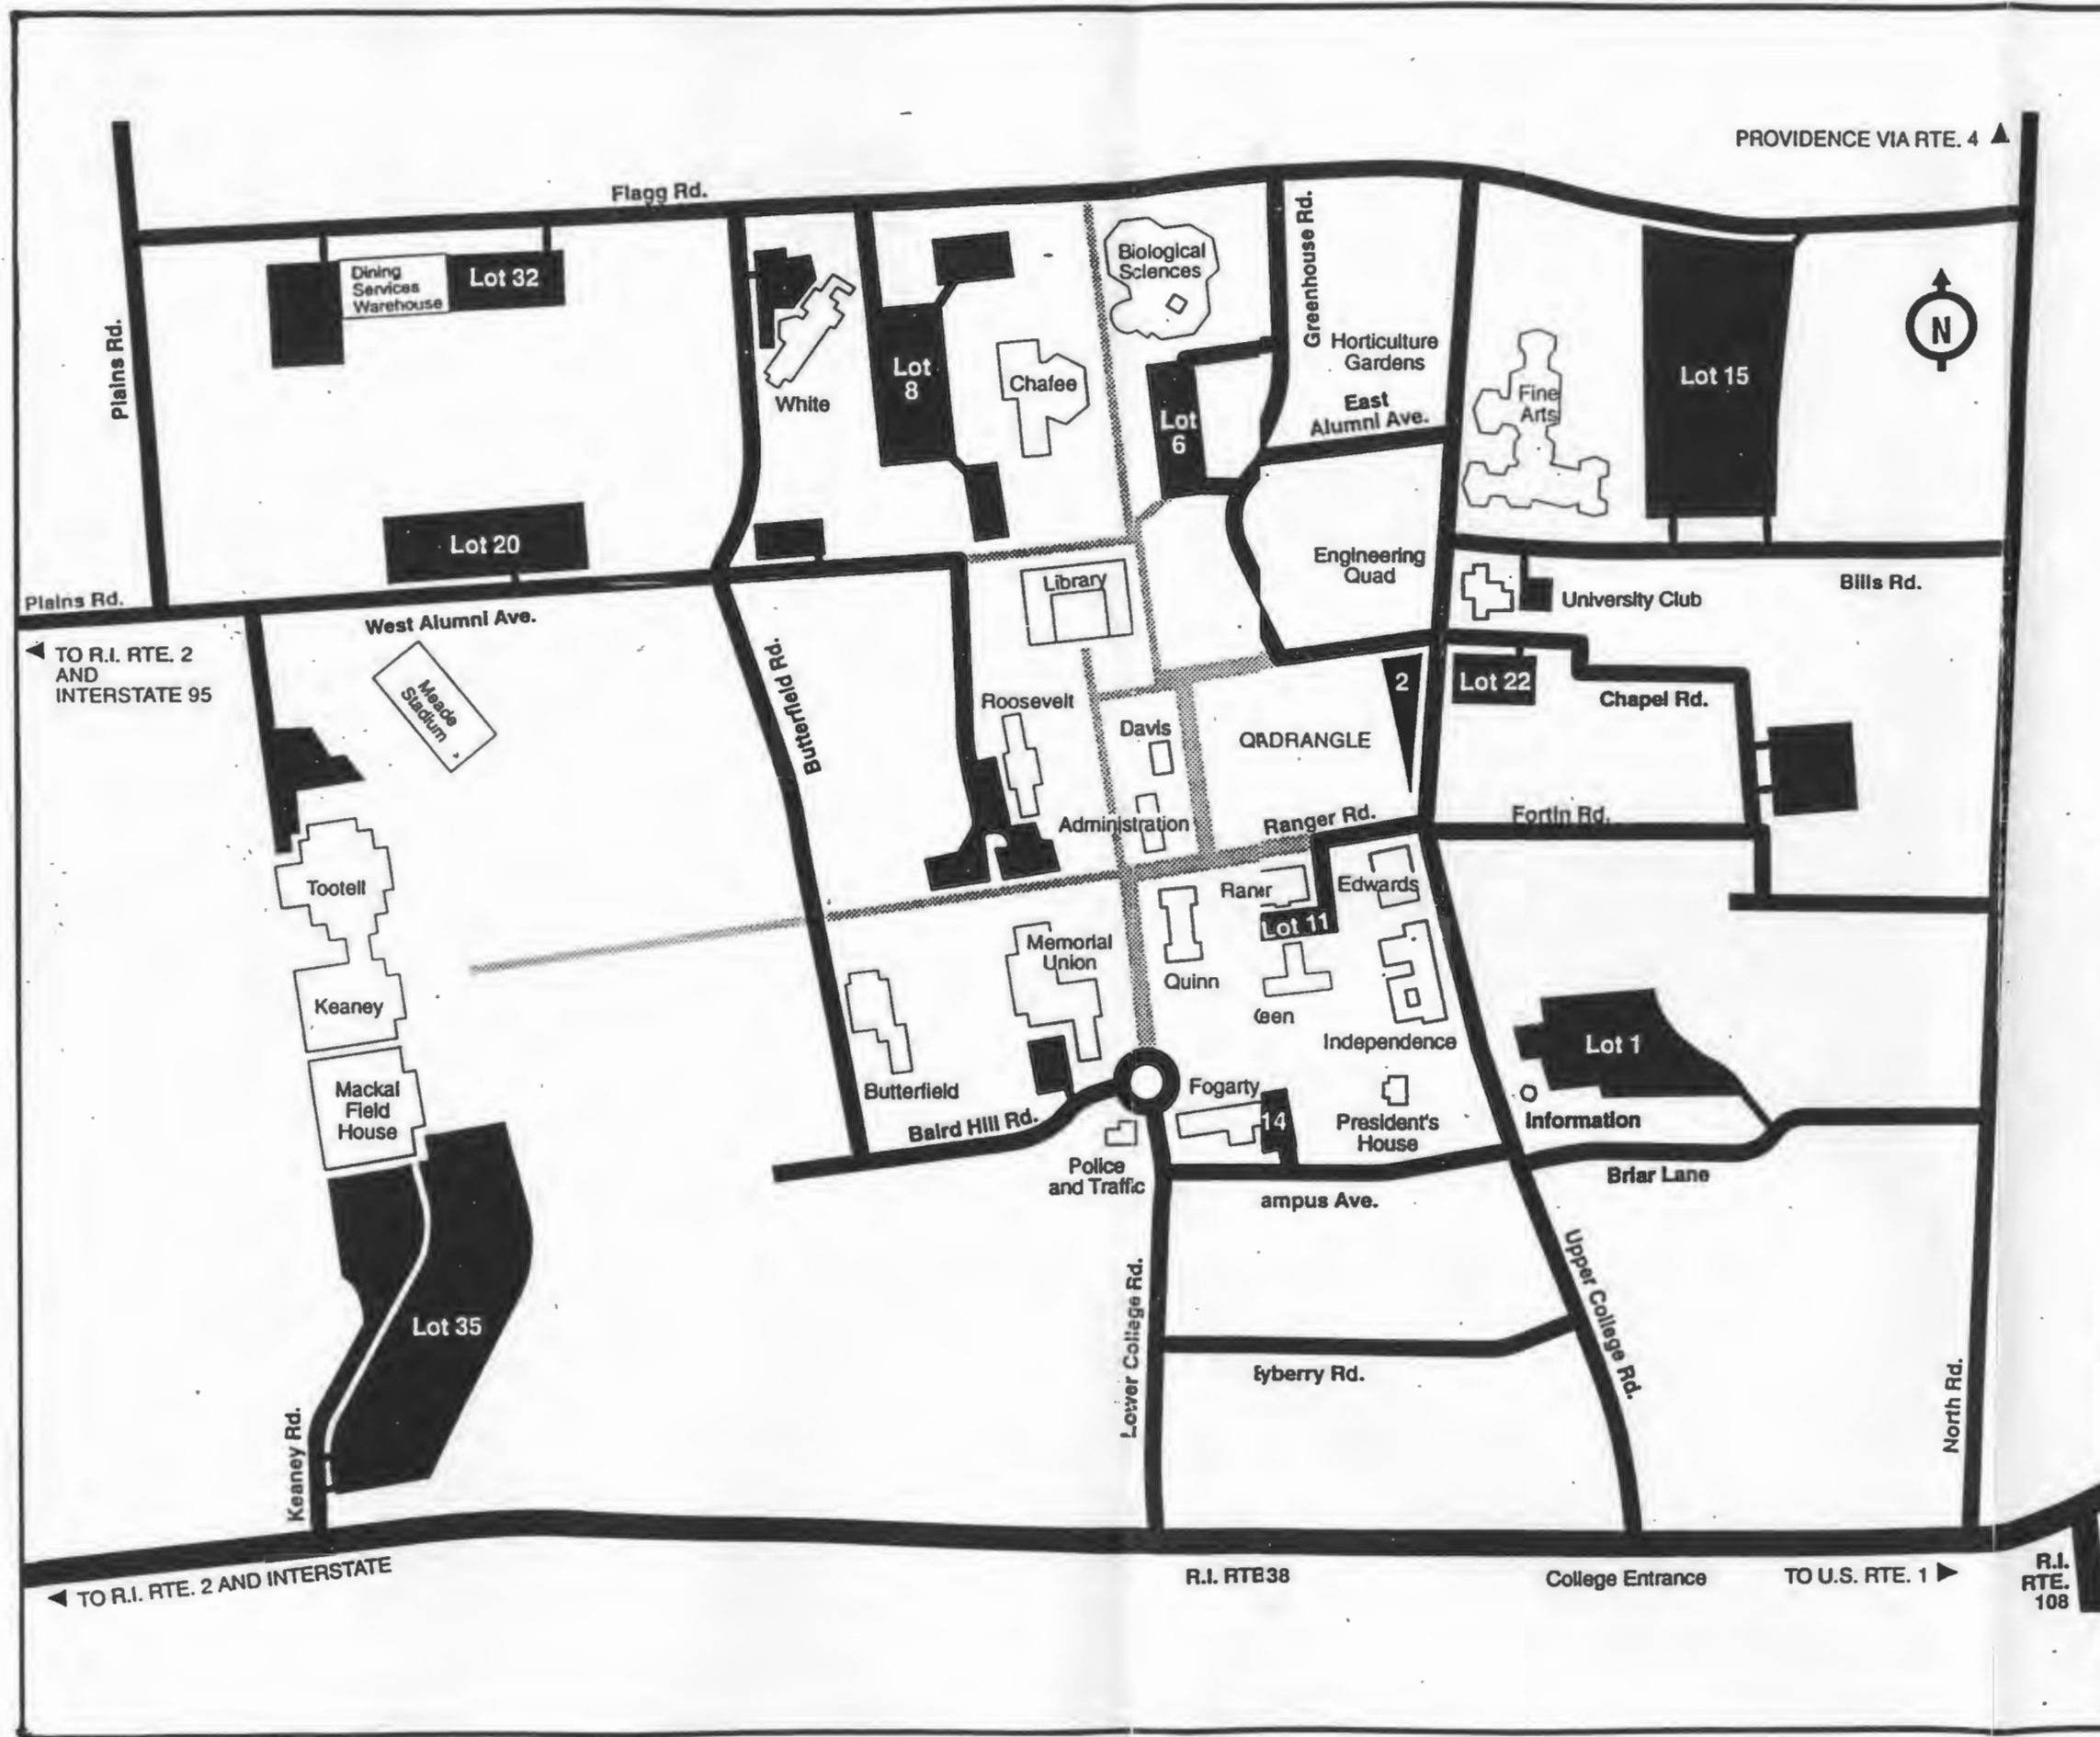 PROVIDENCE VIA RTE. 4
Flagg Rd.
Greenhouse Rd.
Biological
Sciences
Dining
Services
Warehouse
Lot 32
Plains Rd.
N
Horticulture
Gardens
Lot
8
Chafee
Lot 15
White
Fine
Arts
East
Alumni Ave.
Lot
6
Lot 20
Engineering
Quad
Library
Bills Rd.
University Club
Plains Rd.
West Alumni Ave.
TO R.I. RTE. 2
AND
INTERSTATE 95
Meade
Stadium
Butterfield Rd.
Roosevelt
2
Lot 22
Chapel Rd.
Davis
QADRANGLE
Administration
Ranger Rd.
Fortin Rd.
Tootell
Edwards
Lot 11
Memorial
Union
Quinn
Keaney
een
Independence
Lot 1
Butterfield
Fogarty
14
Mackal
Field
House
President's
House
Information
Baird Hill Rd.
Police
and Traffic
ampus Ave.
Briar Lane
Upper College Rd.
Lower College Rd.
Lot 35
yberry Rd.
North Rd.
Keaney Rd.
TO R.I. RTE. 2 AND INTERSTATE
R.I. RTE 38
College Entrance
TO U.S. RTE. 1
R.I.
RTE.
108